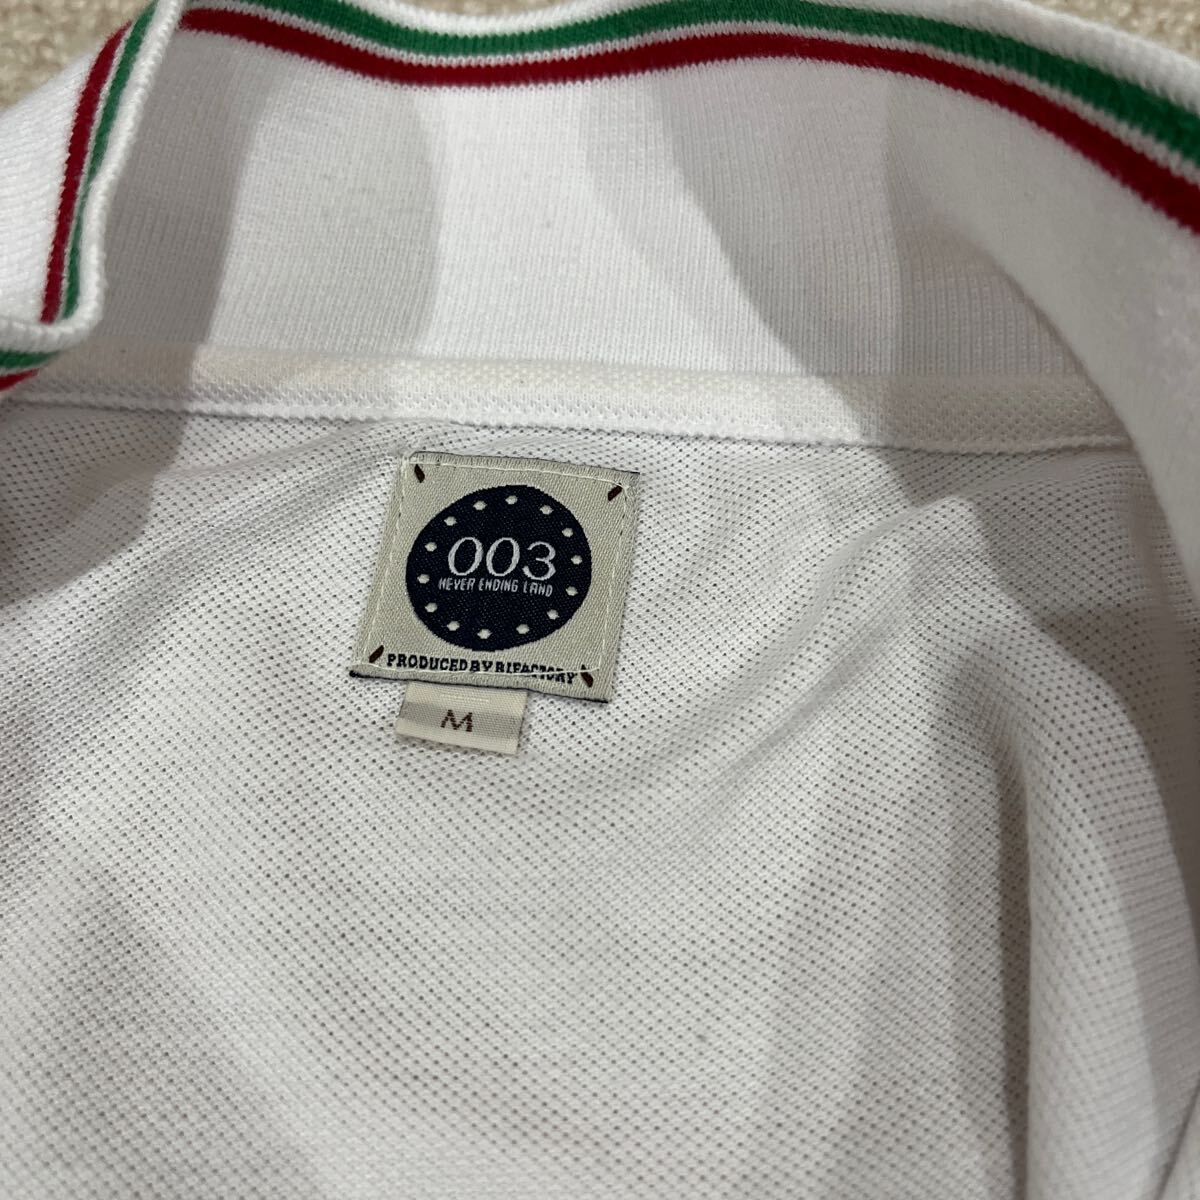 003
NEVER ENDING LAND
PRODUCED BY RIFACTORY
M